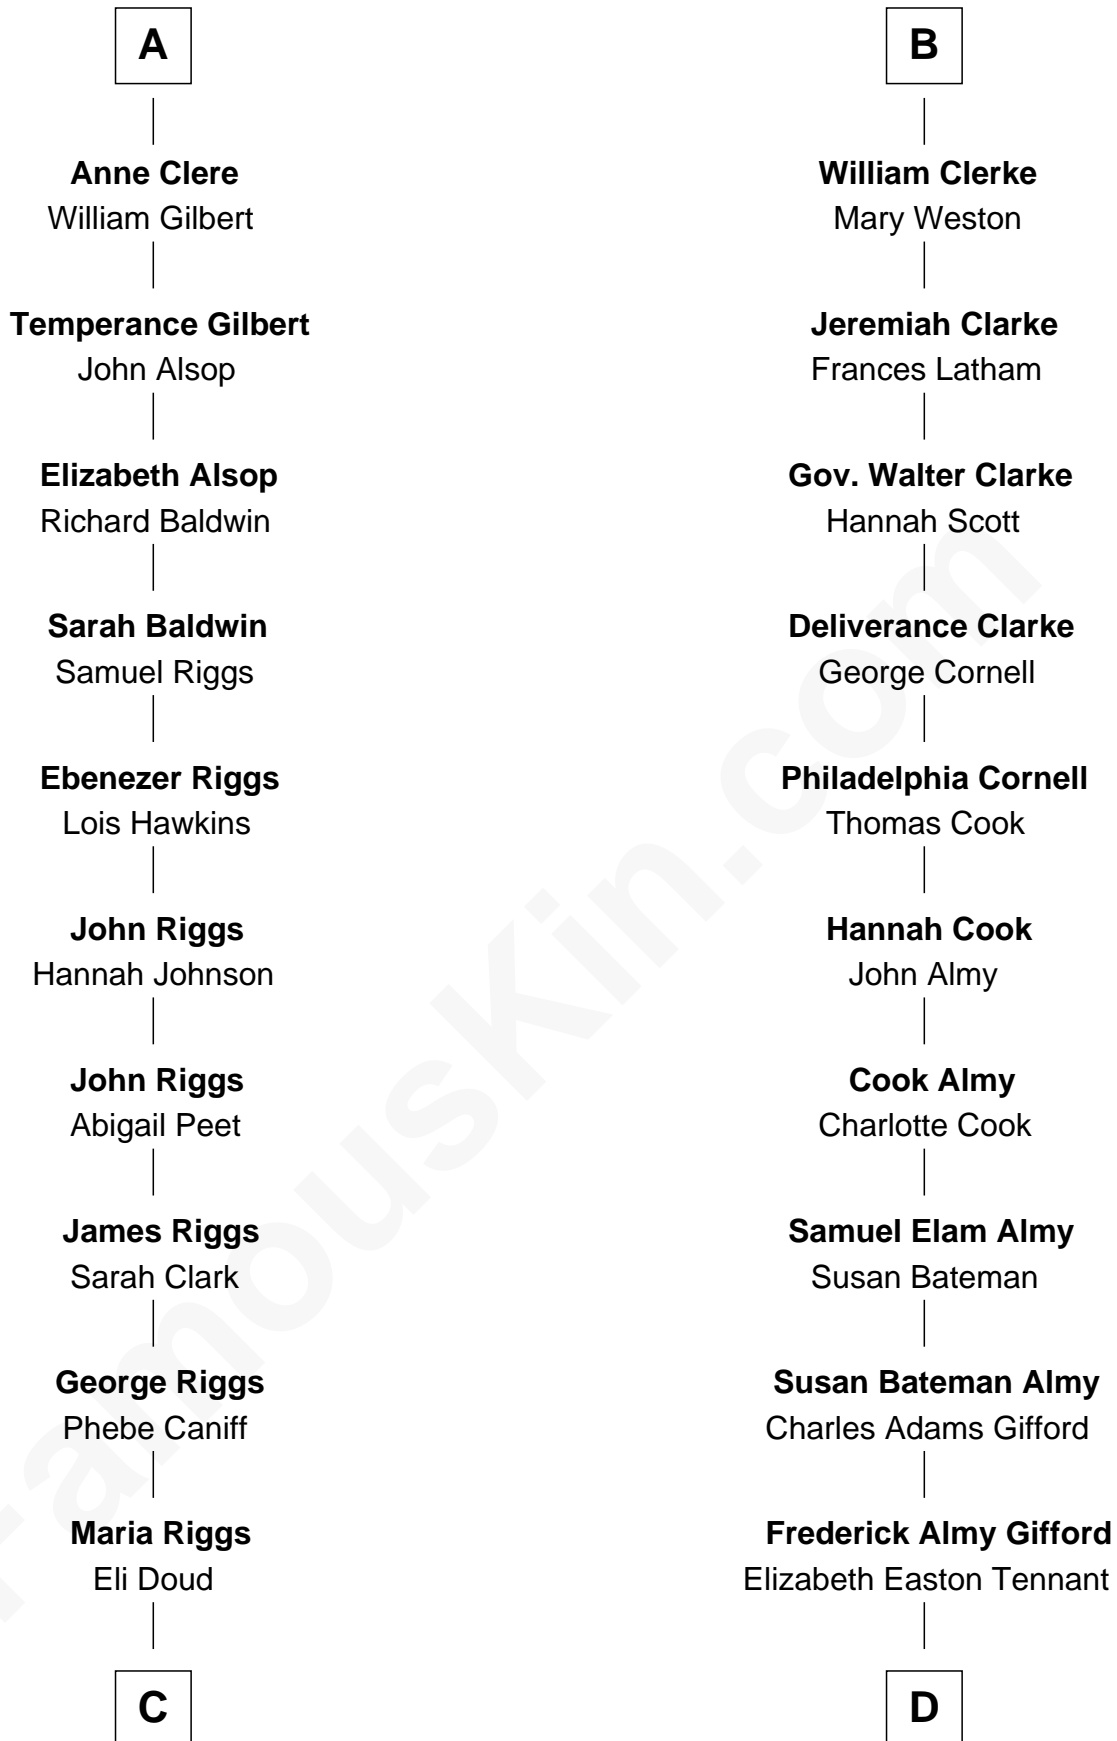 A
Anne Clere
William Gilbert
Temperance Gilbert
John Alsop
Elizabeth Alsop
Richard Baldwin
Sarah Baldwin
Samuel Riggs
Ebenezer Riggs
Lois Hawkins
John Riggs
Hannah Johnson
John Riggs
Abigail Peet
James Riggs
Sarah Clark
George Riggs
Phebe Caniff
Maria Riggs
Eli Doud
C
B
William Clerke
Mary Weston
Jeremiah Clarke
Frances Latham
Gov. Walter Clarke
Hannah Scott
Deliverance Clarke
George Cornell
Philadelphia Cornell
Thomas Cook
Hannah Cook
John Almy
Cook Almy
Charlotte Cook
Samuel Elam Almy
Susan Bateman
Susan Bateman Almy
Charles Adams Gifford
Frederick Almy Gifford
Elizabeth Easton Tennant
D
FamousKin.com